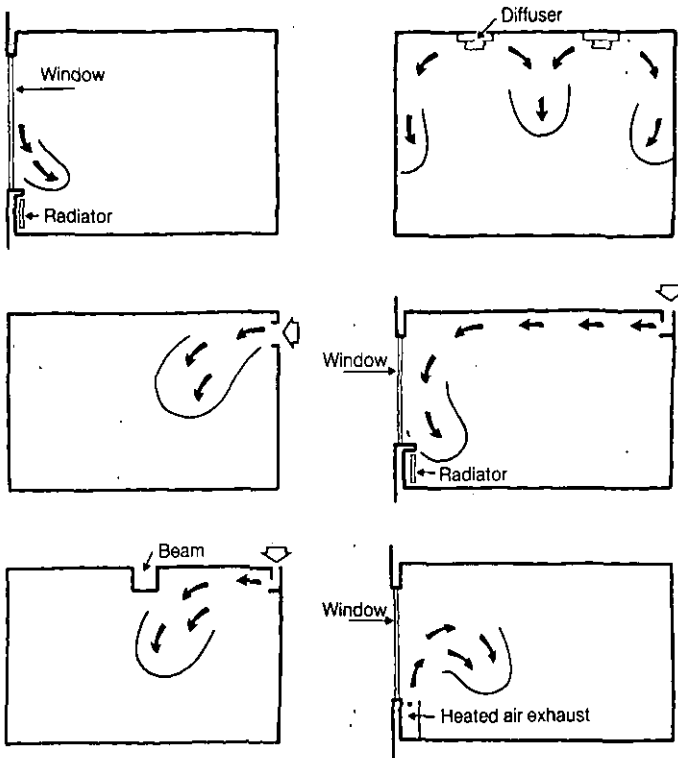 Window
Radiator
Diffuser
Window
Radiator
Beam
Window
Heated air exhaust